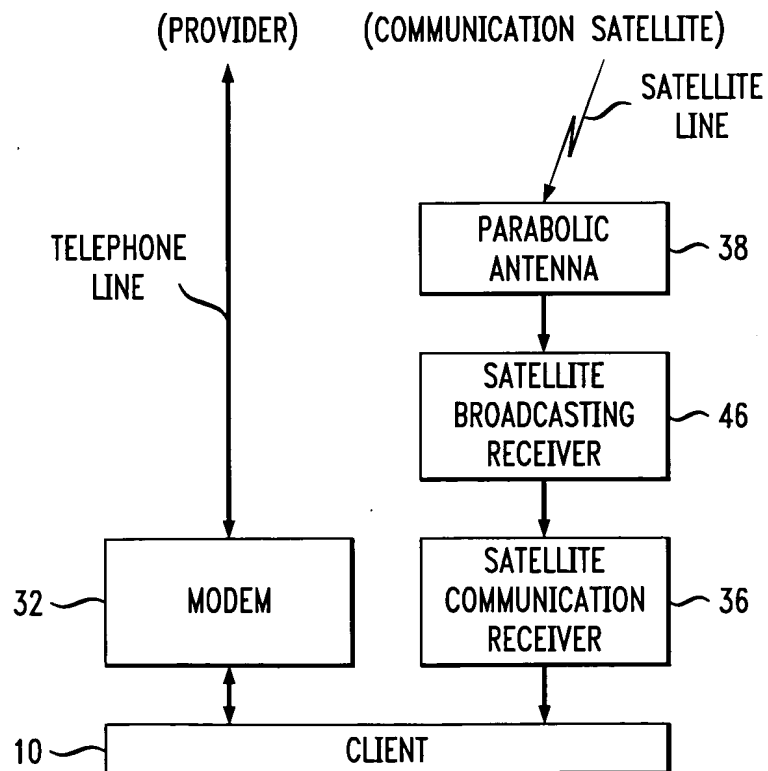 (PROVIDER)
(COMMUNICATION SATELLITE)
SATELLITE
LINE
TELEPHONE
LINE
PARABOLIC
ANTENNA
38
SATELLITE
BROADCASTING
RECEIVER
46
32
MODEM
SATELLITE
COMMUNICATION
RECEIVER
36
10
CLIENT